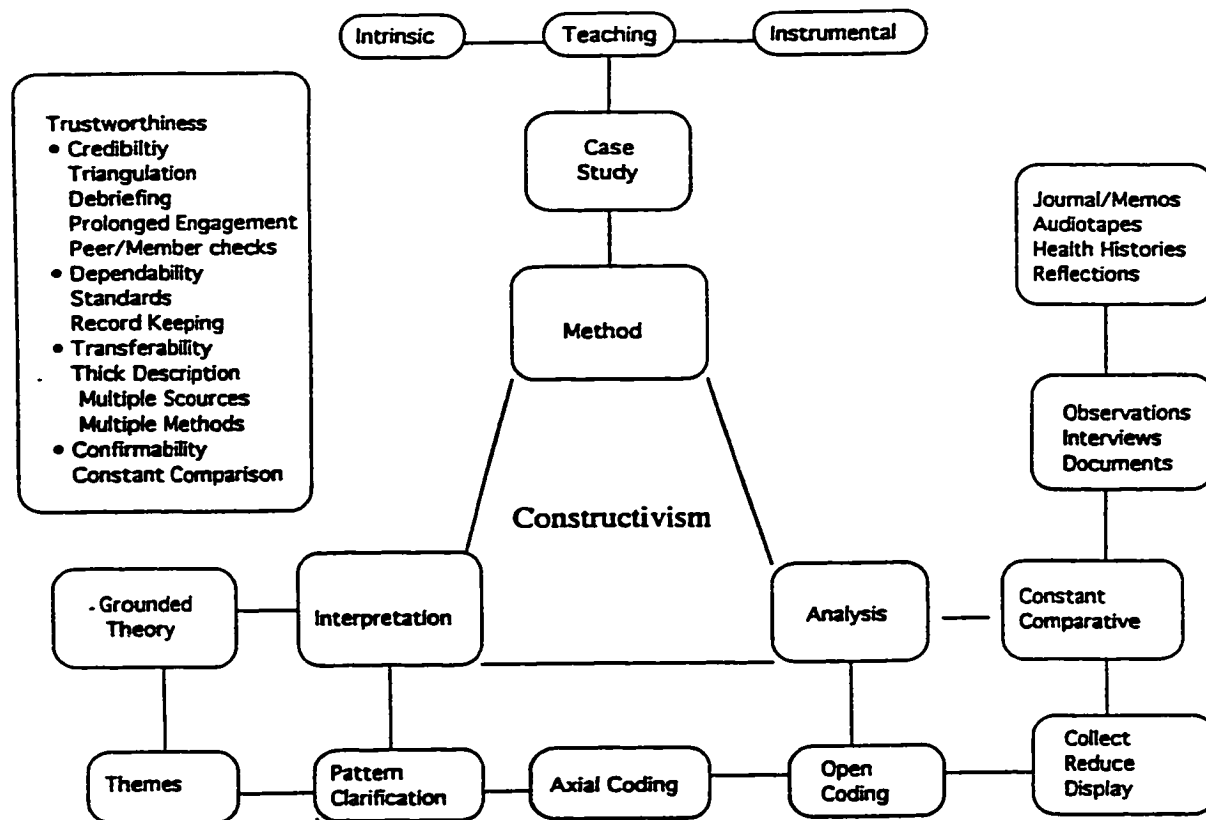 Intrinsic
Teaching
Instrumental
Trustworthiness
• Credibiltiy
Triangulation
Debriefing
Prolonged Engagement
Peer/Member checks
• Dependability
Standards
Record Keeping
• Transferability
Thick Description
Multiple Scources
Multiple Methods
• Confirmability
Constant Comparison
Case
Study
Method
Journal/Memos
Audiotapes
Health Histories
Reflections
Observations
Interviews
Documents
Constructivism
Grounded
Theory
Interpretation
Analysis
Constant
Comparative
Themes
Pattern
Clarification
Axial Coding
Open
Coding
Collect
Reduce
Display